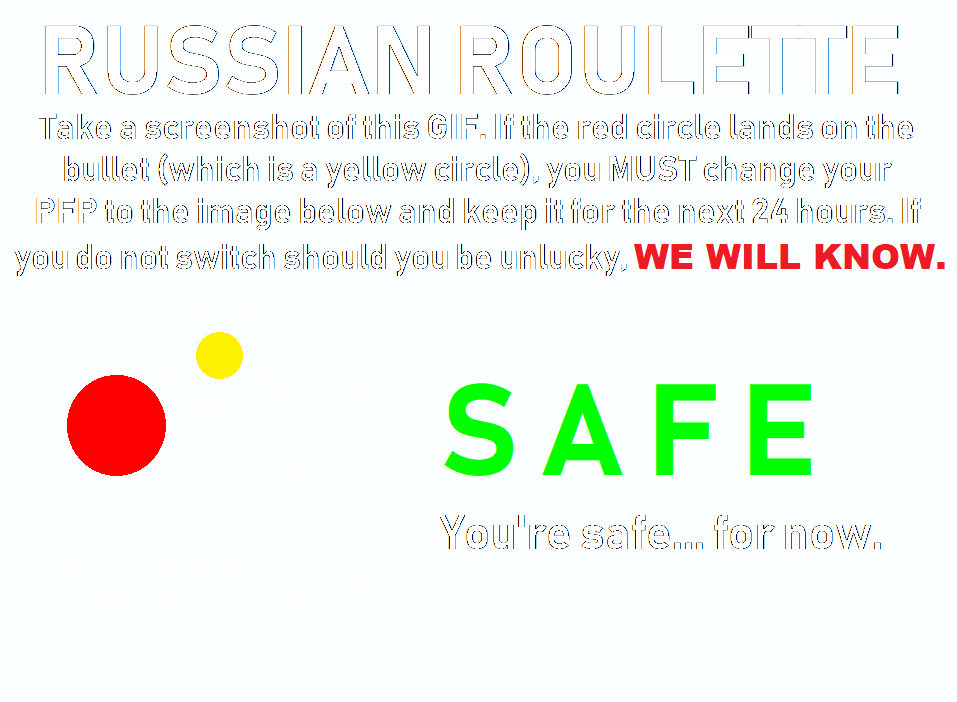 RUSSIAN ROULETTE
Take a screenshot of this GIF. If the red circle lands on the
bullet (which is a yellow circle), you MUST change your
PFP to the image below and keep it for the next 24 hours. If
you do not switch should you be unlucky, WE WILL KNOW.
SAFE
You're safe... for now.